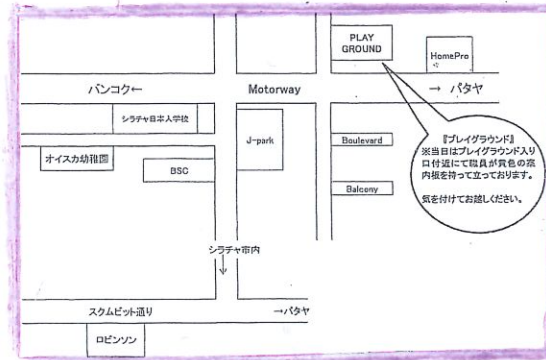 PLAY
GROUND
HomePro
バンコク←
Motorway
→ パタヤ
シラチャ日本人学校
J-park
Boulevard
オイスカ幼稚園
BSC
Balcony
『プレイグラウンド』
※当日はプレイグラウンド入り
口付近にて職員が黄色の案
内板を持って立っております。
気を付けてお越しください。
シラチャ市内
↓
スクムビット通り
→パタヤ
ロビンソン